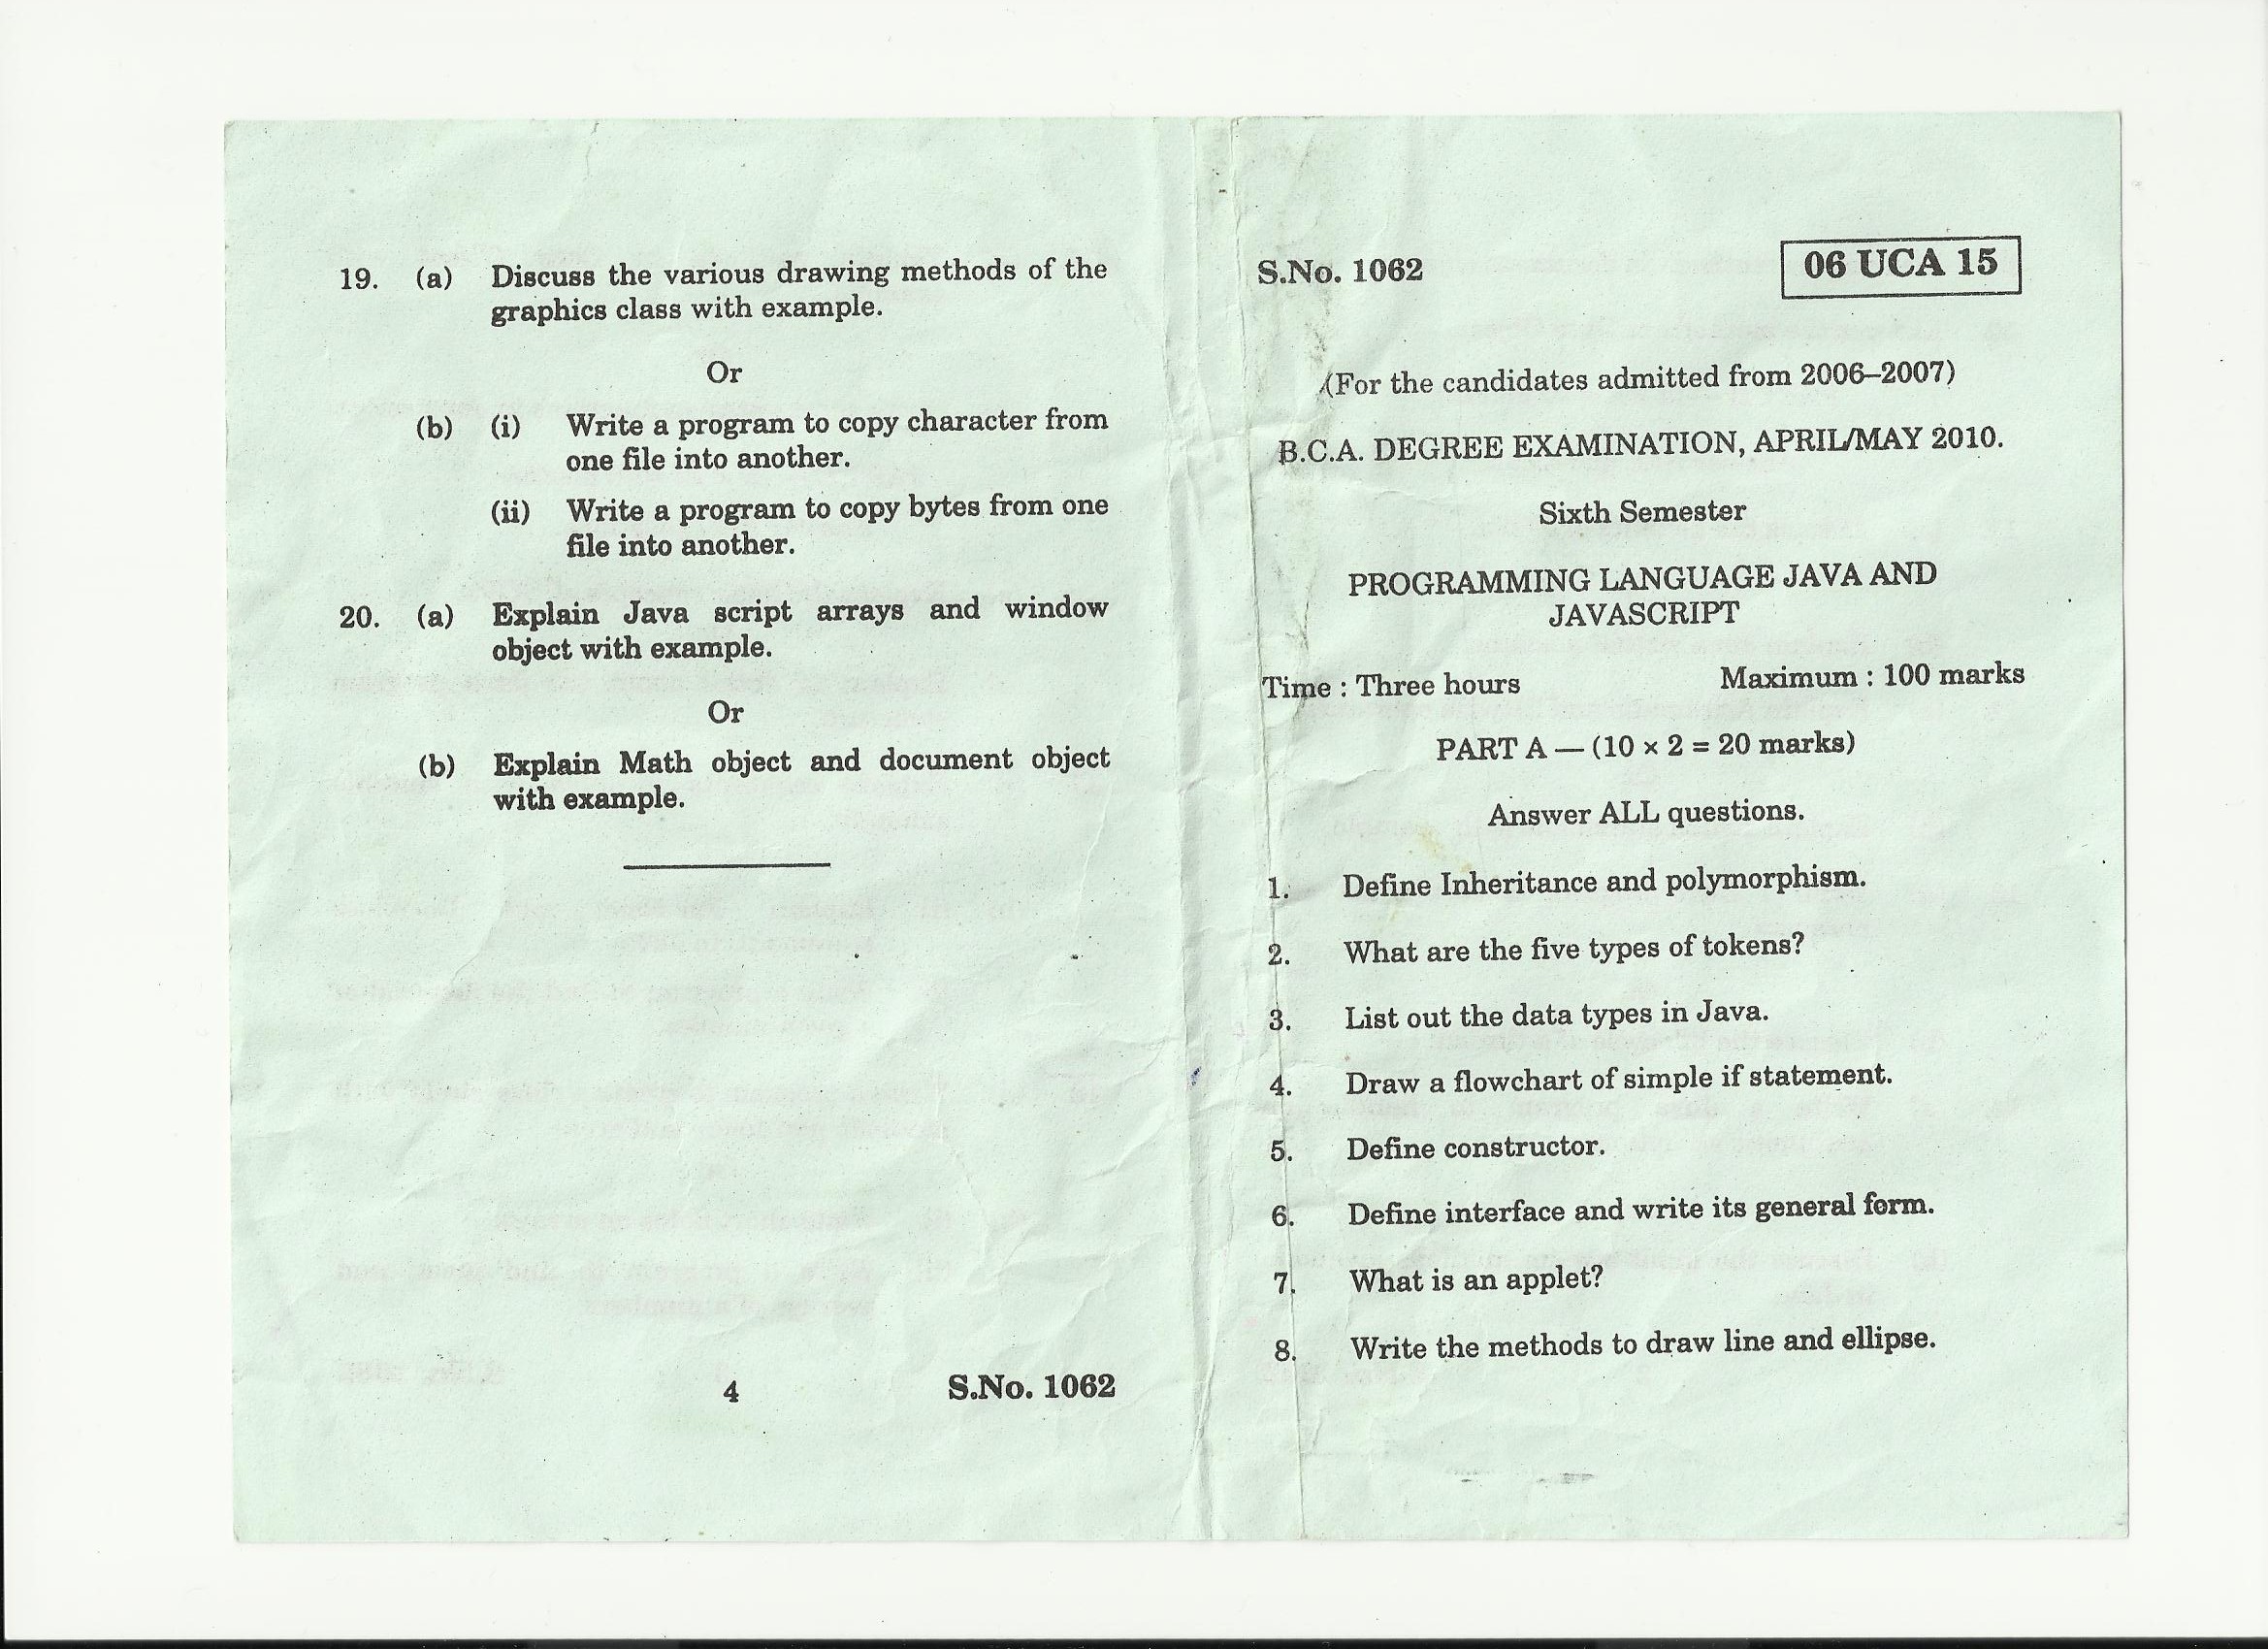 19. (a) Discuss the various drawing methods of the
graphics class with example.
Or
(b) (i) Write a program to copy character from
one file into another.
(ii) Write a program to copy bytes from one
file into another.
20. (a) Explain Java script arrays and window
object with example.
Or
(b) Explain Math object and document object
with example.
4 S.No. 1062
S.No. 1062 06 UCA 15
(For the candidates admitted from 2006–2007)
B.C.A. DEGREE EXAMINATION, APRIL/MAY 2010.
Sixth Semester
PROGRAMMING LANGUAGE JAVA AND
JAVASCRIPT
Time : Three hours Maximum : 100 marks
PART A — (10 × 2 = 20 marks)
Answer ALL questions.
1. Define Inheritance and polymorphism.
2. What are the five types of tokens?
3. List out the data types in Java.
4. Draw a flowchart of simple if statement.
5. Define constructor.
6. Define interface and write its general form.
7. What is an applet?
8. Write the methods to draw line and ellipse.